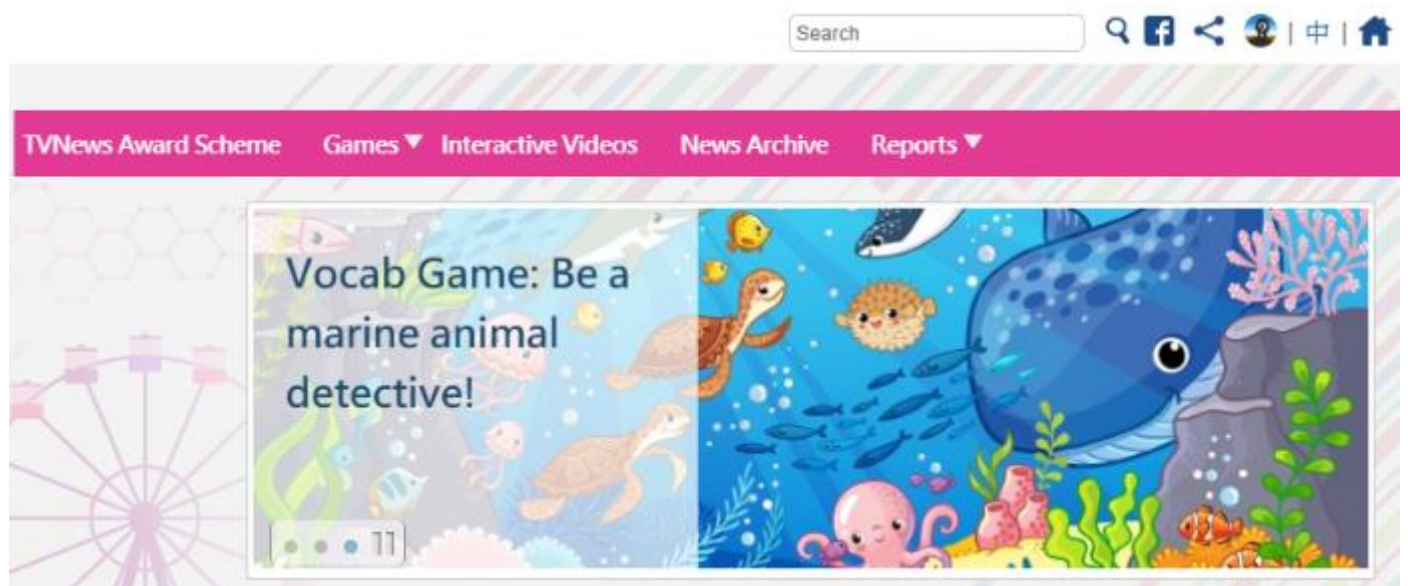 Search
| 中 |
TVNews Award Scheme Games Interactive Videos News Archive Reports
Vocab Game: Be a
marine animal
detective!